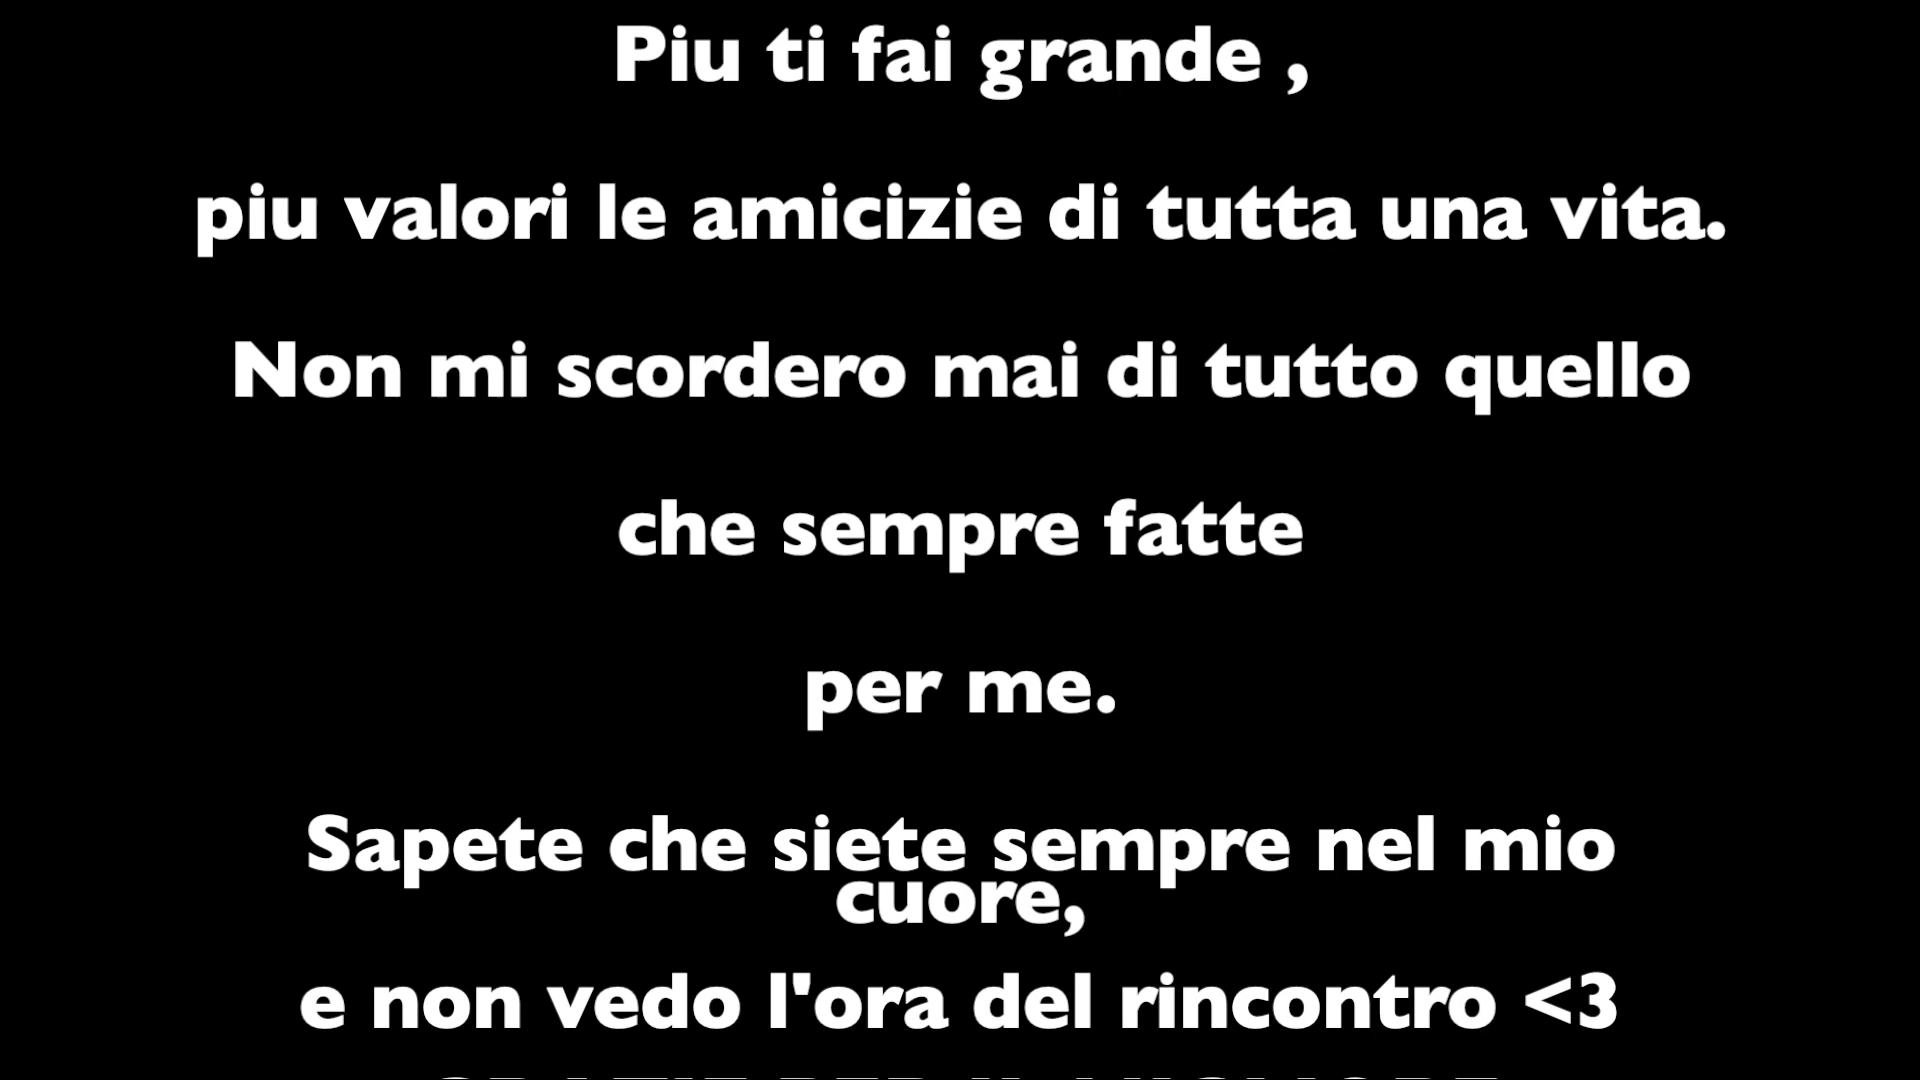 Piu ti fai grande ,
piu valori le amicizie di tutta una vita.
Non mi scordero mai di tutto quello
che sempre fatte
per me.
Sapete che siete sempre nel mio
cuore,
e non vedo l'ora del rincontro <3